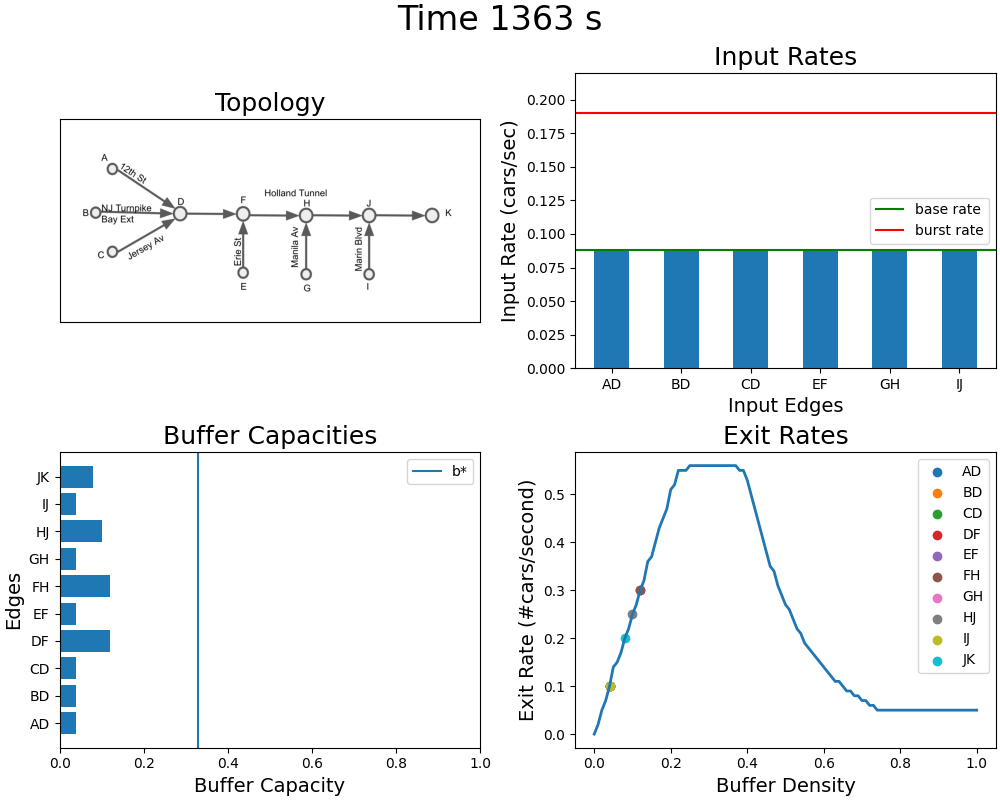 Time 1363 s
Topology
A
12th St
B
NJ Turnpike
Bay Ext
C
Jersey Av
D
F
Erie St
E
Holland Tunnel
H
Manila Av
G
J
Marin Blvd
I
K
Input Rates
Input Rate (cars/sec)
0.200
0.175
0.150
0.125
0.100
0.075
0.050
0.025
0.000
base rate
burst rate
AD BD CD EF GH IJ
Input Edges
Buffer Capacities
Edges
JK
IJ
HJ
GH
FH
EF
DF
CD
BD
AD
b*
0.0 0.2 0.4 0.6 0.8 1.0
Buffer Capacity
Exit Rates
Exit Rate (#cars/second)
0.5
0.4
0.3
0.2
0.1
0.0
AD
BD
CD
DF
EF
FH
GH
HJ
IJ
JK
0.0 0.2 0.4 0.6 0.8 1.0
Buffer Density